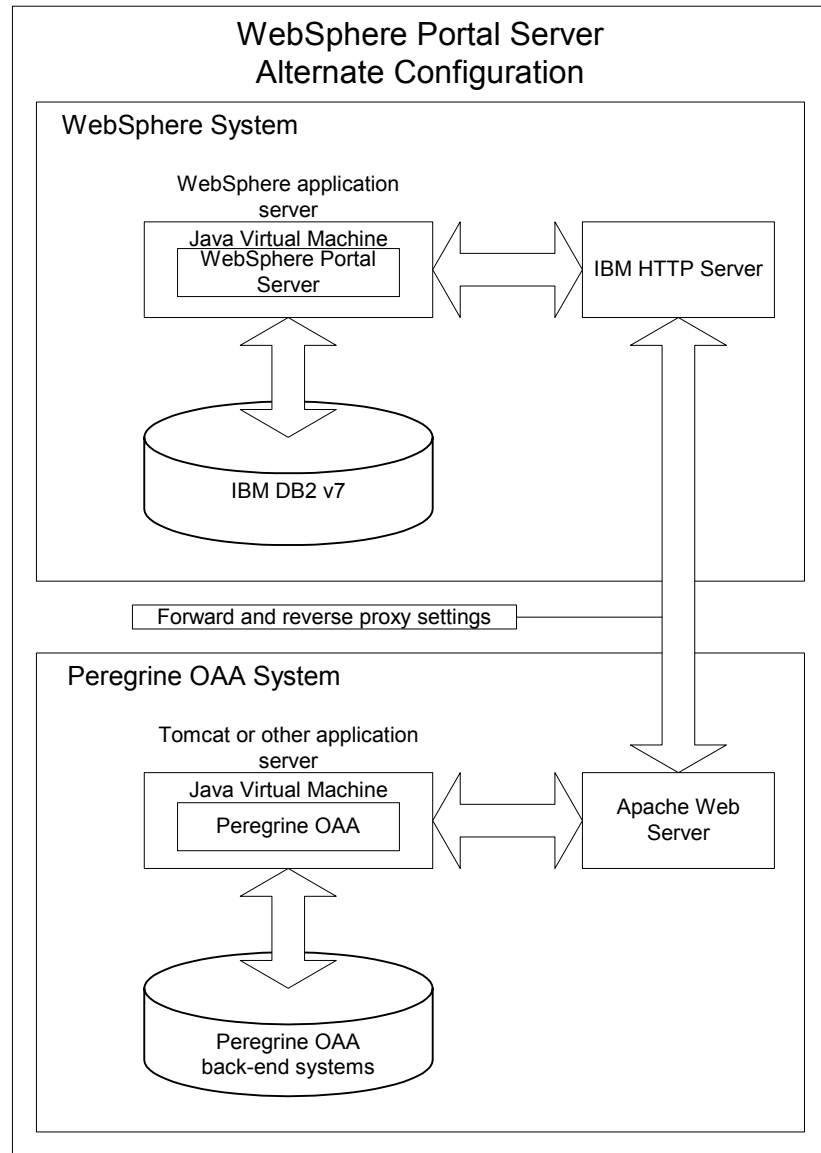 WebSphere Portal Server
Alternate Configuration
WebSphere System
WebSphere application
server
Java Virtual Machine
WebSphere Portal
Server
IBM HTTP Server
IBM DB2 v7
Forward and reverse proxy settings
Peregrine OAA System
Tomcat or other application
server
Java Virtual Machine
Peregrine OAA
Apache Web
Server
Peregrine OAA
back-end systems